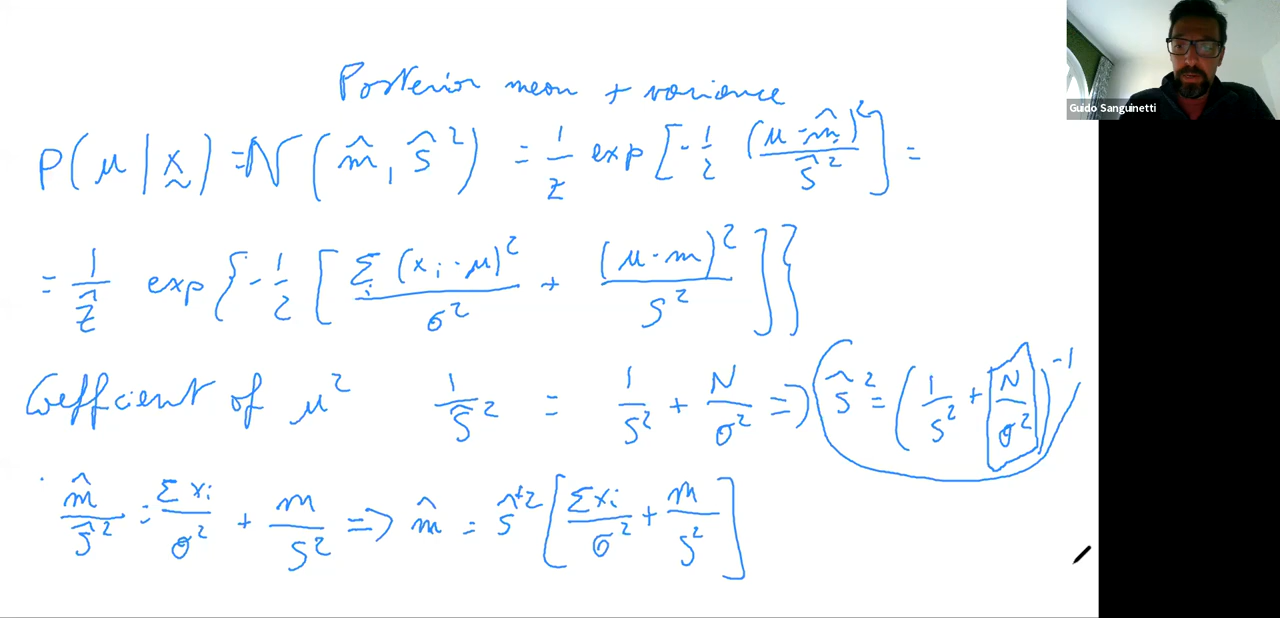 Posterior mean + variance
Guido Sanguinetti
P(μ | x̰) = N(m̂, ŝ²) = 1/Z exp[-1/2 (μ - m̂)²/ŝ²] =
= 1/Ẑ exp{-1/2 [Σᵢ (xᵢ - μ)²/σ² + (μ - m)²/s²]}
Coefficient of μ² 1/ŝ² = 1/s² + N/σ² => ŝ² = (1/s² + N/σ²)⁻¹
m̂/ŝ² = Σxᵢ/σ² + m/s² => m̂ = ŝ² [Σxᵢ/σ² + m/s²]